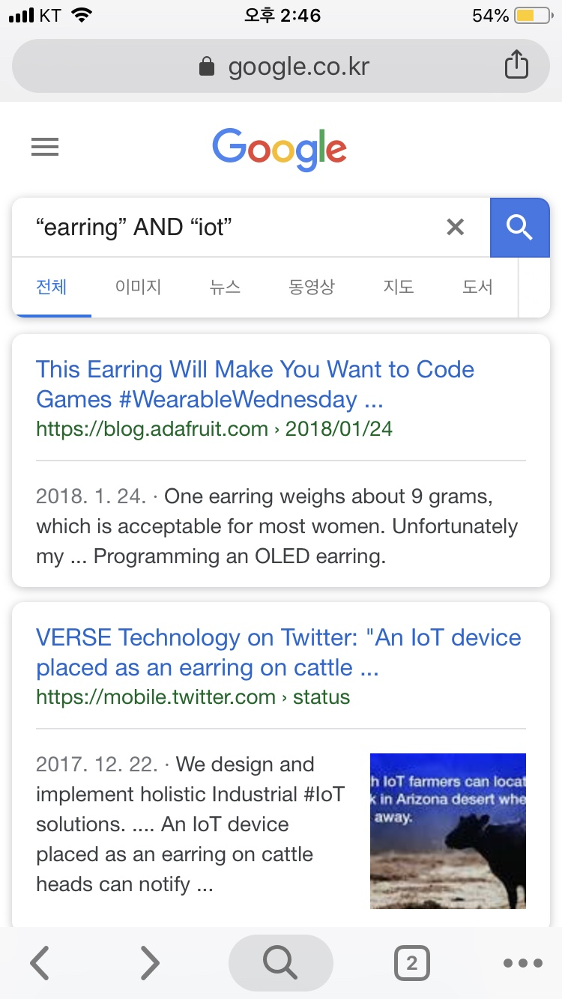 KT 오후 2:46 54%
google.co.kr
Google
“earring” AND “iot”
전체 이미지 뉴스 동영상 지도 도서
This Earring Will Make You Want to Code
Games #WearableWednesday ...
https://blog.adafruit.com › 2018/01/24
2018. 1. 24. · One earring weighs about 9 grams,
which is acceptable for most women. Unfortunately
my ... Programming an OLED earring.
VERSE Technology on Twitter: "An IoT device
placed as an earring on cattle ...
https://mobile.twitter.com › status
2017. 12. 22. · We design and
implement holistic Industrial #IoT
solutions. .... An IoT device
placed as an earring on cattle
heads can notify ...
h IoT farmers can locat
k in Arizona desert whe
away.
2